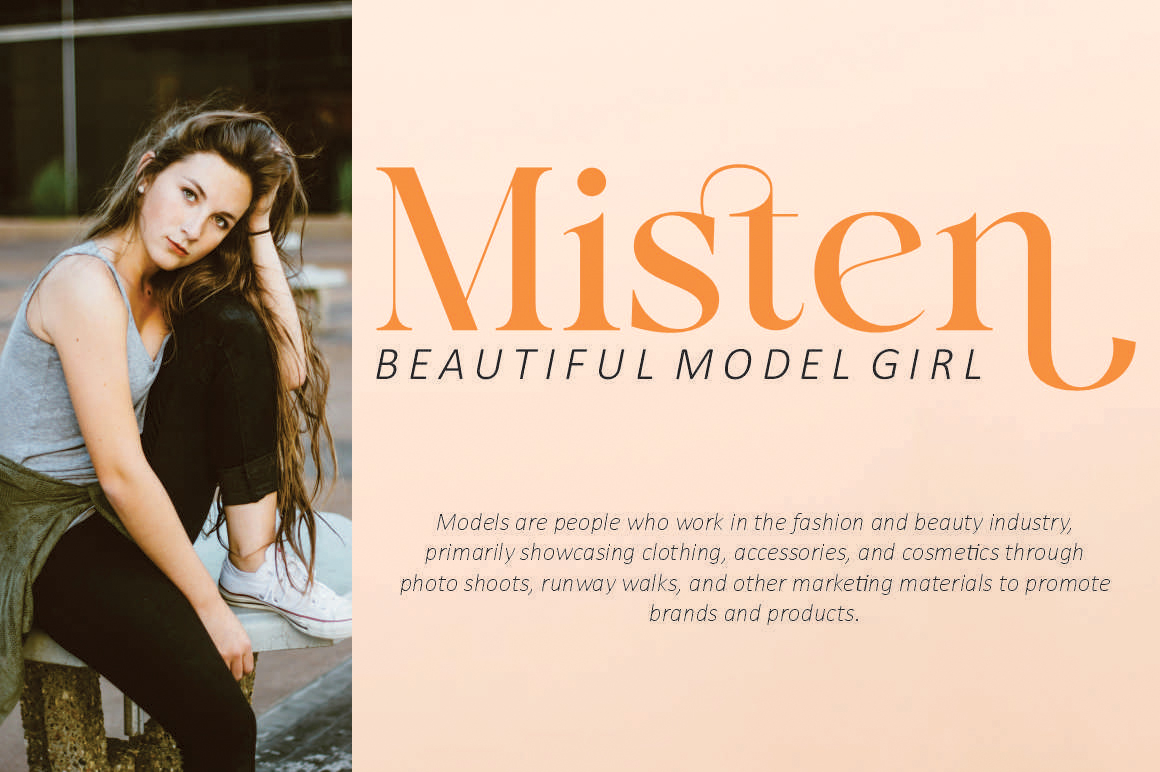 Misten
BEAUTIFUL MODEL GIRL
Models are people who work in the fashion and beauty industry,
primarily showcasing clothing, accessories, and cosmetics through
photo shoots, runway walks, and other marketing materials to promote
brands and products.